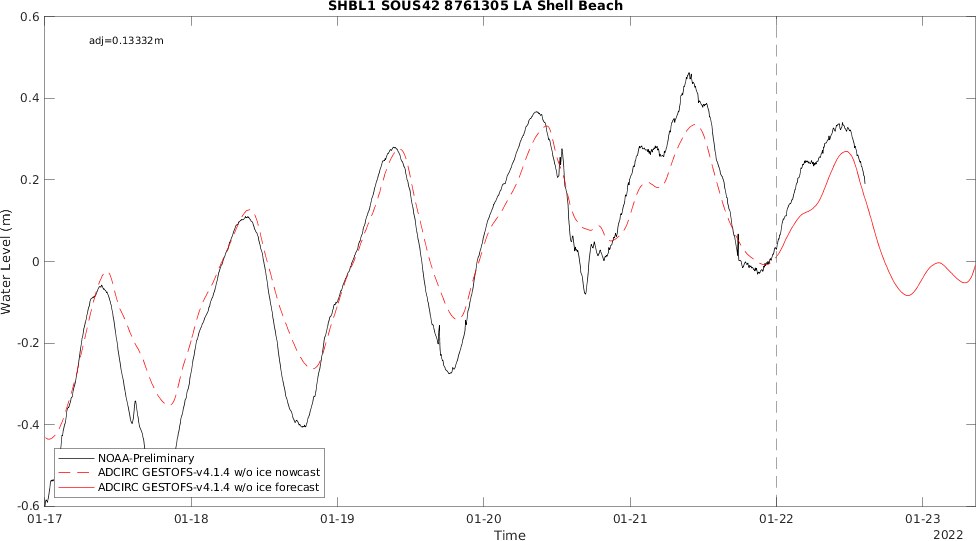 SHBL1 SOUS42 8761305 LA Shell Beach
adj=0.13332m
0.6
0.4
0.2
0
-0.2
-0.4
-0.6
Water Level (m)
NOAA-Preliminary
ADCIRC GESTOFS-v4.1.4 w/o ice nowcast
ADCIRC GESTOFS-v4.1.4 w/o ice forecast
01-17 01-18 01-19 01-20 01-21 01-22 01-23
Time
2022